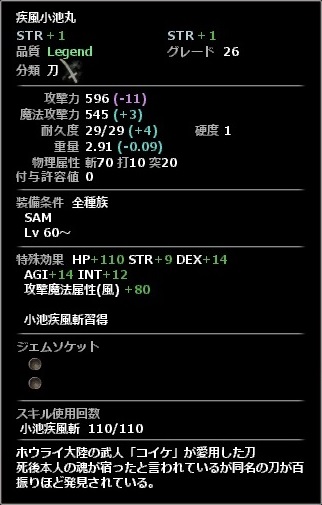 疾風小池丸
STR + 1 STR + 1
品質 Legend グレード 26
分類 刀
攻撃力 596 (-11)
魔法攻撃力 545 (+3)
耐久度 29/29 (+4) 硬度 1
重量 2.91 (-0.09)
物理属性 斬70 打10 突20
付与許容値 0
装備条件 全種族
SAM
Lv 60～
特殊効果 HP+110 STR+9 DEX+14
AGI+14 INT+12
攻撃魔法属性(風) +80
小池疾風斬習得
ジェムソケット
スキル使用回数
小池疾風斬 110/110
ホウライ大陸の武人「コイケ」が愛用した刀
死後本人の魂が宿ったと言われているが同名の刀が百
振りほど発見されている。